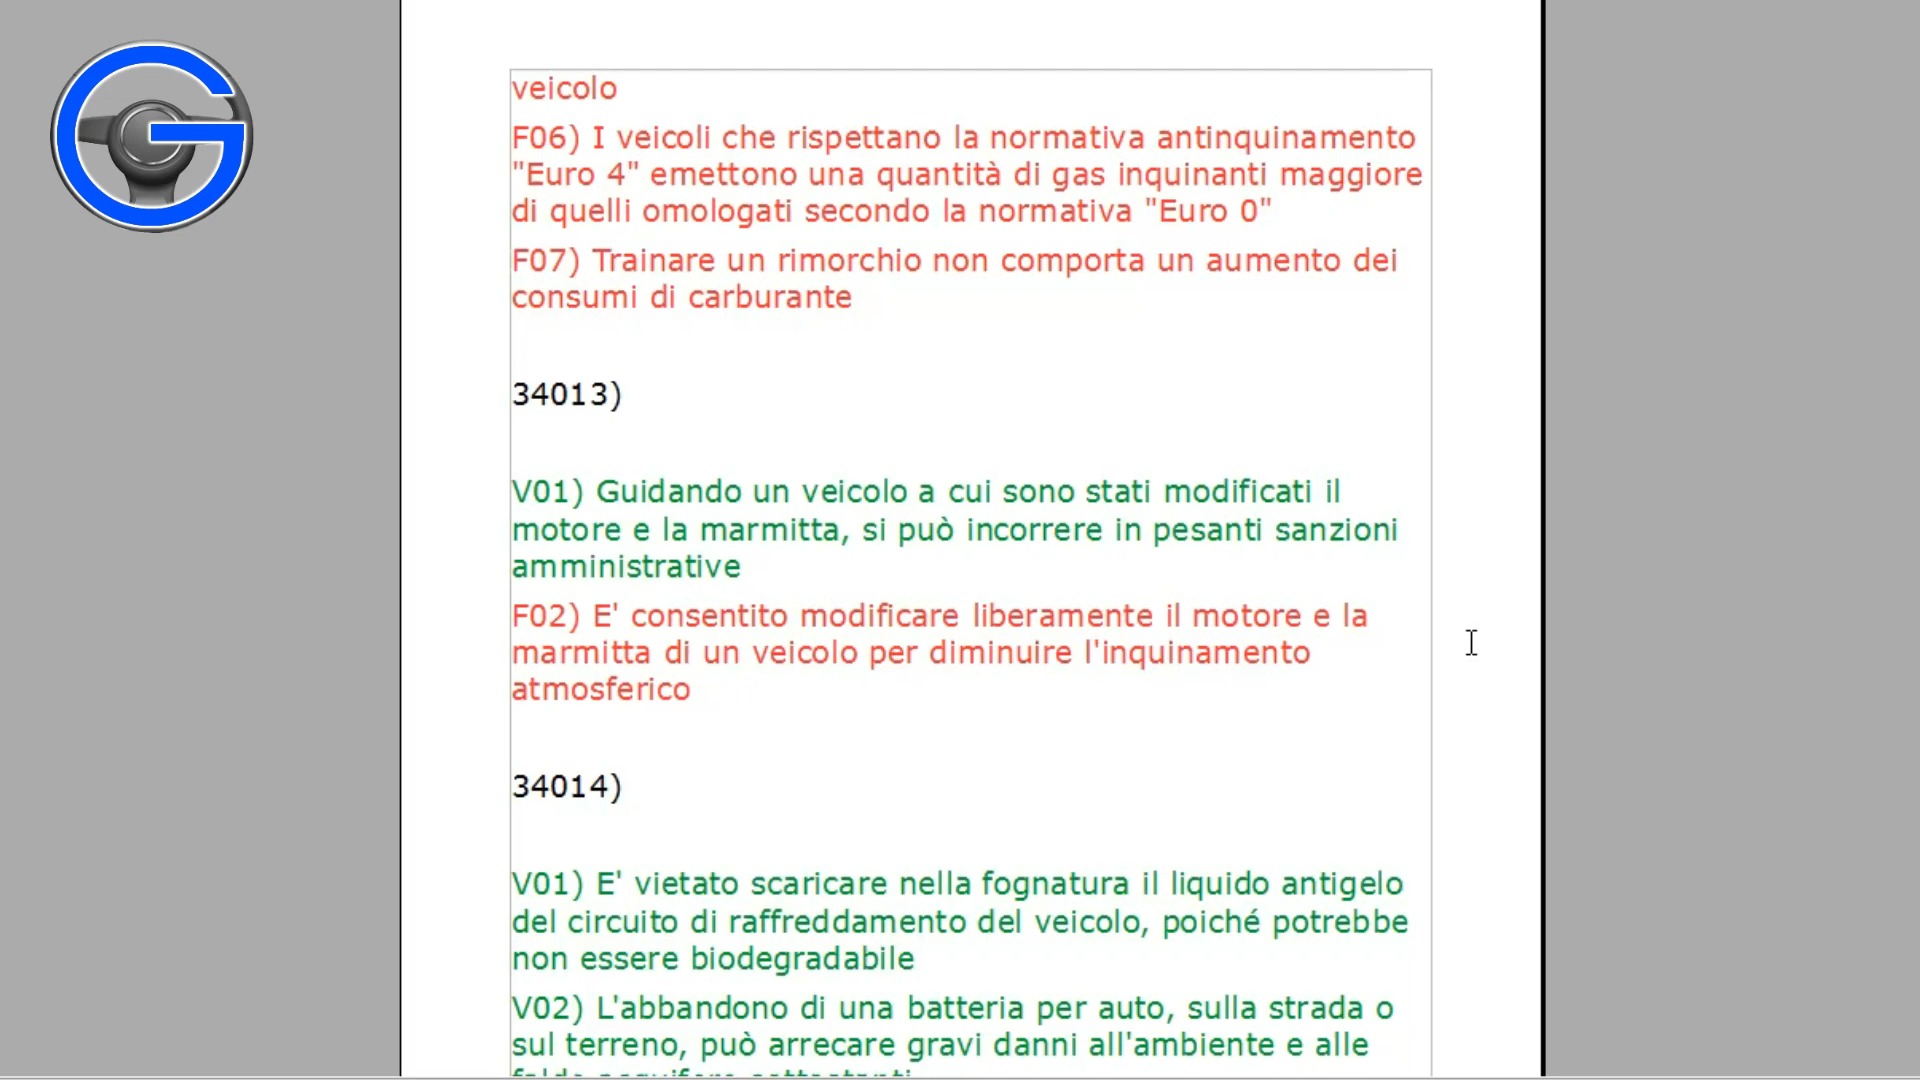 veicolo
F06) I veicoli che rispettano la normativa antinquinamento
"Euro 4" emettono una quantità di gas inquinanti maggiore
di quelli omologati secondo la normativa "Euro 0"
F07) Trainare un rimorchio non comporta un aumento dei
consumi di carburante
34013)
V01) Guidando un veicolo a cui sono stati modificati il
motore e la marmitta, si può incorrere in pesanti sanzioni
amministrative
F02) E' consentito modificare liberamente il motore e la
marmitta di un veicolo per diminuire l'inquinamento
atmosferico
34014)
V01) E' vietato scaricare nella fognatura il liquido antigelo
del circuito di raffreddamento del veicolo, poiché potrebbe
non essere biodegradabile
V02) L'abbandono di una batteria per auto, sulla strada o
sul terreno, può arrecare gravi danni all'ambiente e alle